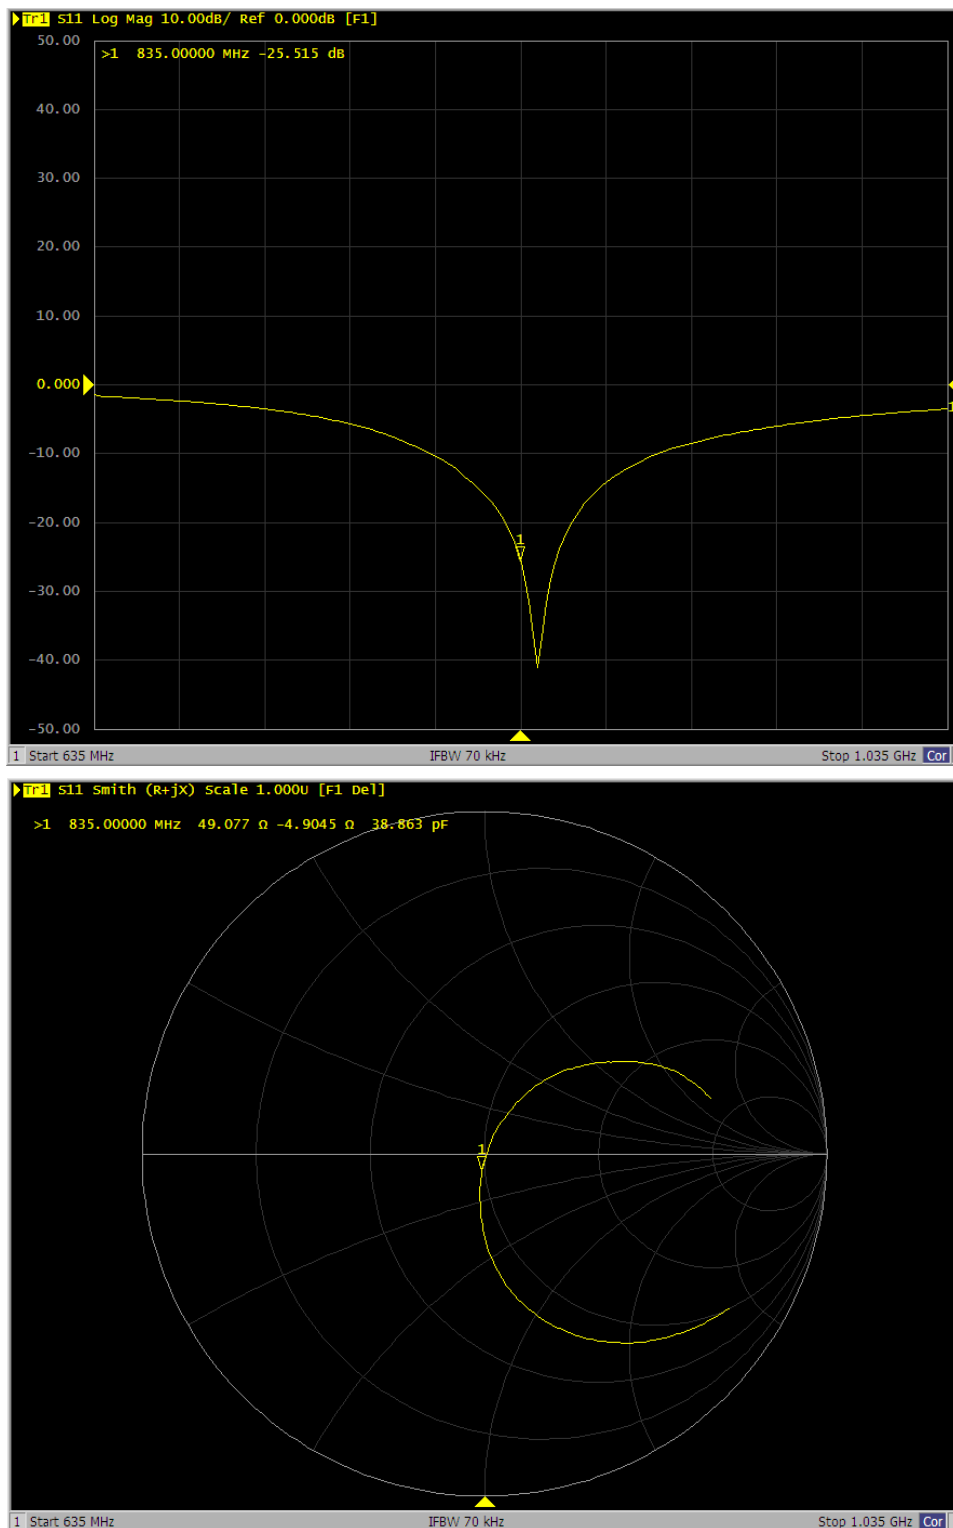 Tr1 S11 Log Mag 10.00dB/ Ref 0.000dB [F1]
50.00
>1 835.00000 MHz -25.515 dB
40.00
30.00
20.00
10.00
0.000
1
-10.00
-20.00
1
-30.00
-40.00
-50.00
1 Start 635 MHz IFBW 70 kHz Stop 1.035 GHz Cor
Tr1 S11 Smith (R+jX) Scale 1.000U [F1 Del]
>1 835.00000 MHz 49.077 Ω -4.9045 Ω 38.863 pF
1
1 Start 635 MHz IFBW 70 kHz Stop 1.035 GHz Cor